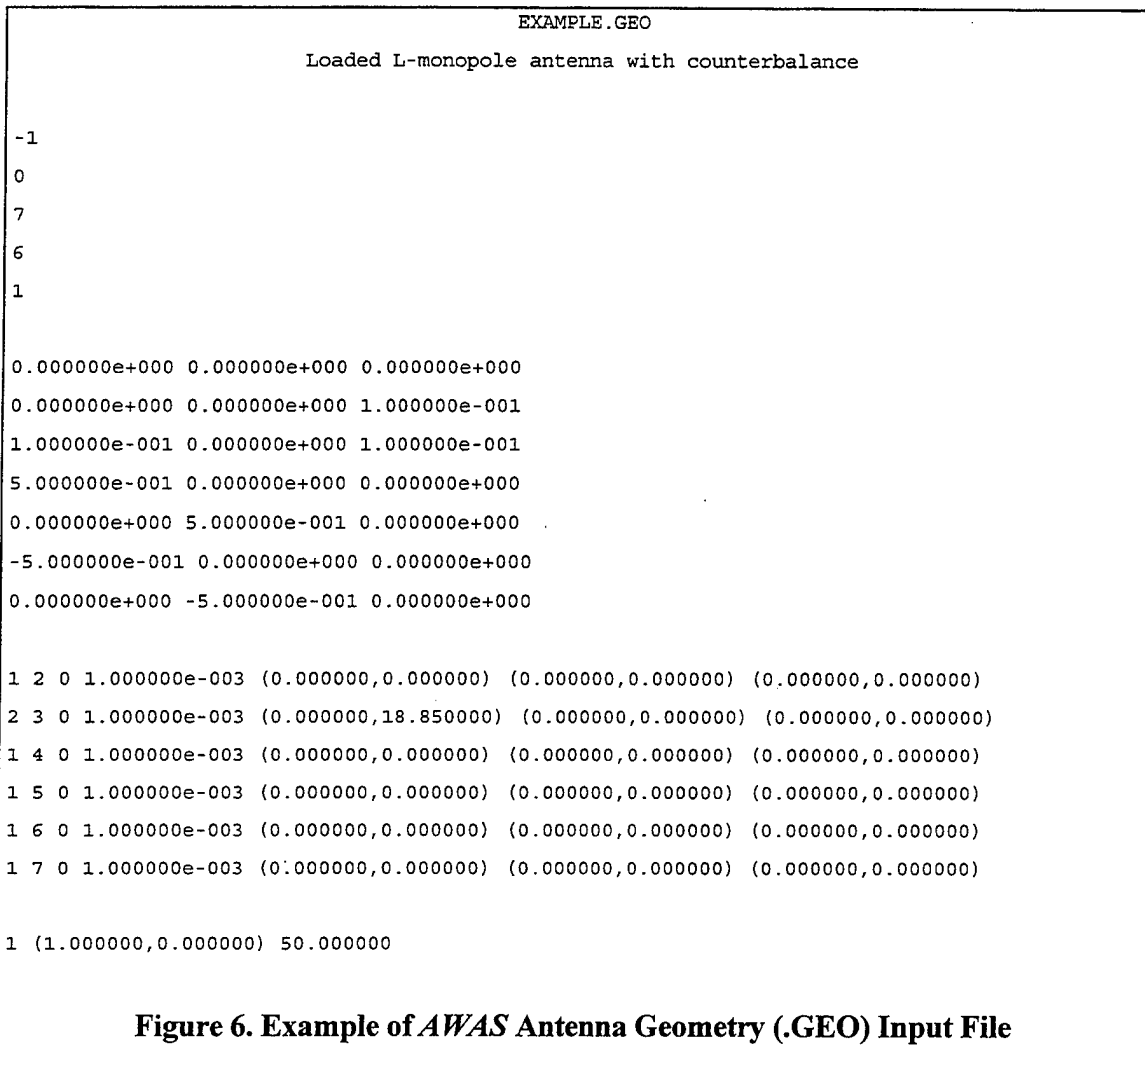 EXAMPLE.GEO
Loaded L-monopole antenna with counterbalance
-1
0
7
6
1
0.000000e+000 0.000000e+000 0.000000e+000
0.000000e+000 0.000000e+000 1.000000e-001
1.000000e-001 0.000000e+000 1.000000e-001
5.000000e-001 0.000000e+000 0.000000e+000
0.000000e+000 5.000000e-001 0.000000e+000
-5.000000e-001 0.000000e+000 0.000000e+000
0.000000e+000 -5.000000e-001 0.000000e+000
1 2 0 1.000000e-003 (0.000000,0.000000) (0.000000,0.000000) (0.000000,0.000000)
2 3 0 1.000000e-003 (0.000000,18.850000) (0.000000,0.000000) (0.000000,0.000000)
1 4 0 1.000000e-003 (0.000000,0.000000) (0.000000,0.000000) (0.000000,0.000000)
1 5 0 1.000000e-003 (0.000000,0.000000) (0.000000,0.000000) (0.000000,0.000000)
1 6 0 1.000000e-003 (0.000000,0.000000) (0.000000,0.000000) (0.000000,0.000000)
1 7 0 1.000000e-003 (0.000000,0.000000) (0.000000,0.000000) (0.000000,0.000000)
1 (1.000000,0.000000) 50.000000
Figure 6. Example of AWAS Antenna Geometry (.GEO) Input File